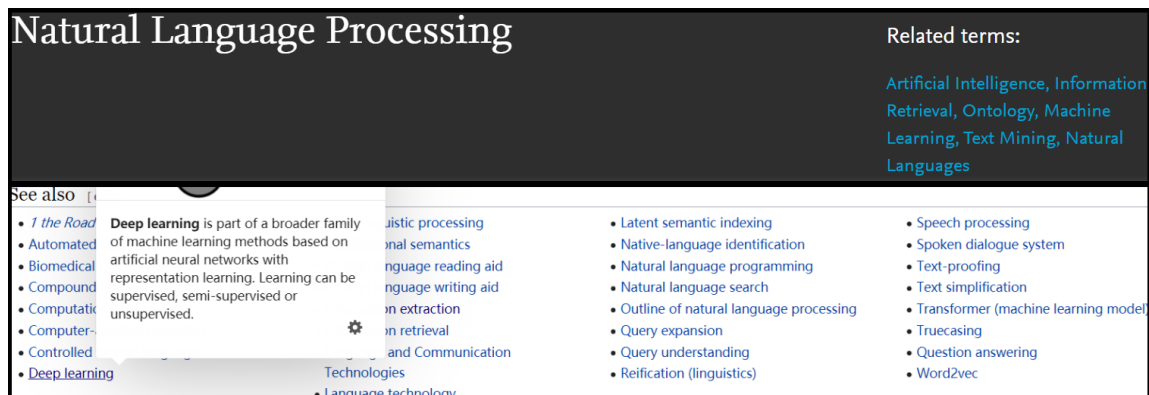 Natural Language Processing
Related terms:
Artificial Intelligence, Information
Retrieval, Ontology, Machine
Learning, Text Mining, Natural
Languages
See also [
• 1 the Road
• Automated
• Biomedical
• Compound
• Computatio
• Computer-
• Controlled
• Deep learning
Deep learning is part of a broader family
of machine learning methods based on
artificial neural networks with
representation learning. Learning can be
supervised, semi-supervised or
unsupervised.
uistic processing
onal semantics
nguage reading aid
nguage writing aid
on extraction
on retrieval
and Communication
Technologies
• Language technology
• Latent semantic indexing
• Native-language identification
• Natural language programming
• Natural language search
• Outline of natural language processing
• Query expansion
• Query understanding
• Reification (linguistics)
• Speech processing
• Spoken dialogue system
• Text-proofing
• Text simplification
• Transformer (machine learning model)
• Truecasing
• Question answering
• Word2vec